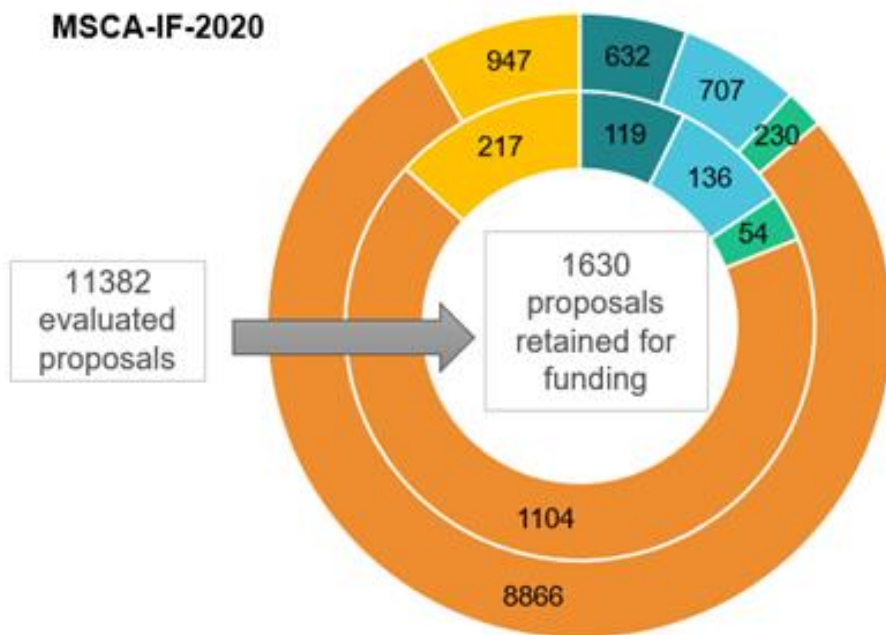 MSCA-IF-2020
947
632
707
230
217
119
136
54
11382
evaluated
proposals
1630
proposals
retained for
funding
1104
8866